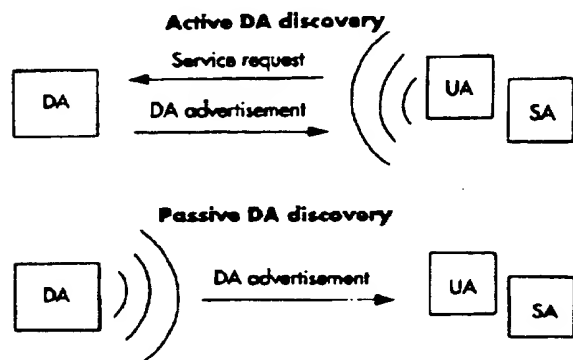 Active DA discovery
Service request
DA
DA advertisement
UA
SA
Passive DA discovery
DA
DA advertisement
UA
SA